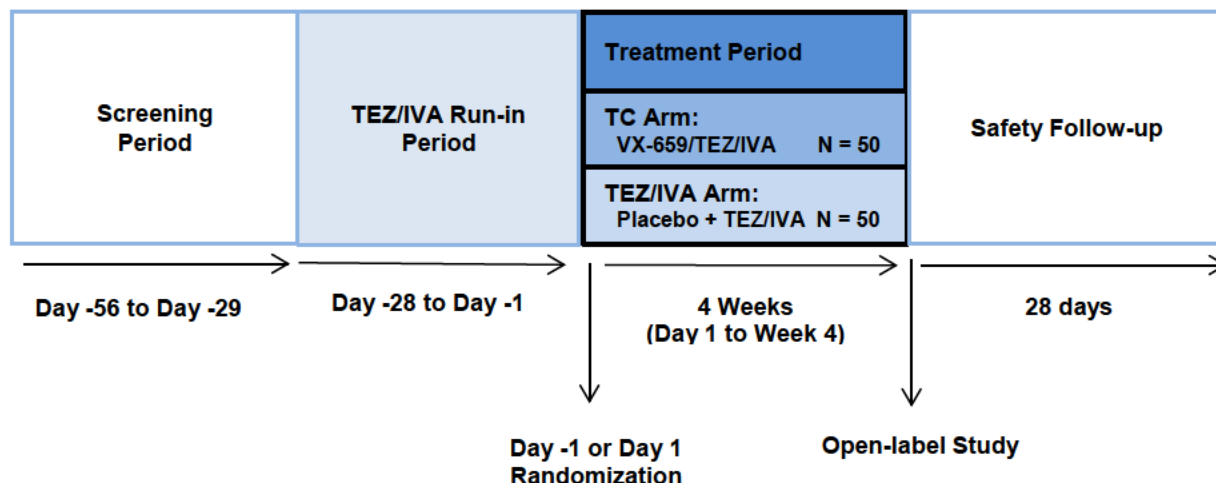 Screening
Period
TEZ/IVA Run-in
Period
Treatment Period
TC Arm:
VX-659/TEZ/IVA N = 50
TEZ/IVA Arm:
Placebo + TEZ/IVA N = 50
Safety Follow-up
Day -56 to Day -29
Day -28 to Day -1
4 Weeks
(Day 1 to Week 4)
28 days
Day -1 or Day 1
Randomization
Open-label Study